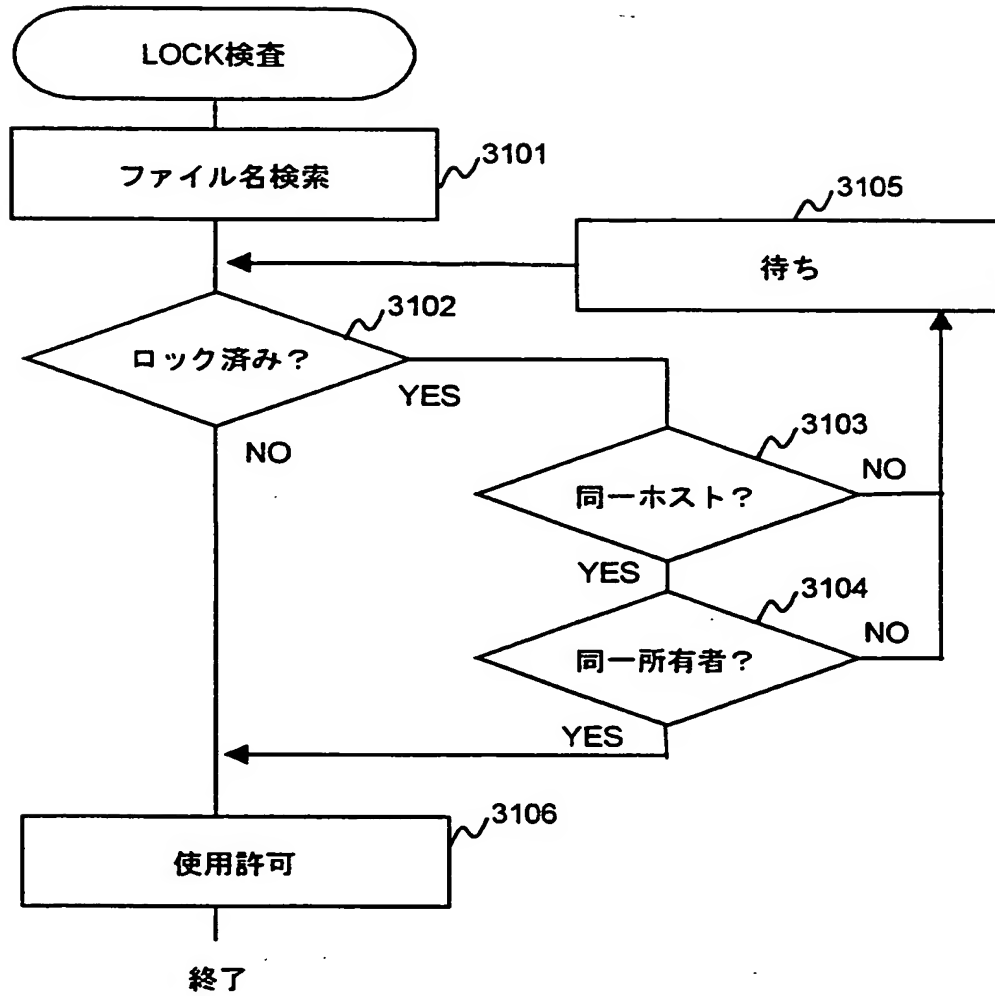 LOCK検査
ファイル名検索
3101
3105
待ち
3102
ロック済み？
YES
NO
3103
同一ホスト？
NO
YES
3104
同一所有者？
NO
YES
3106
使用許可
終了